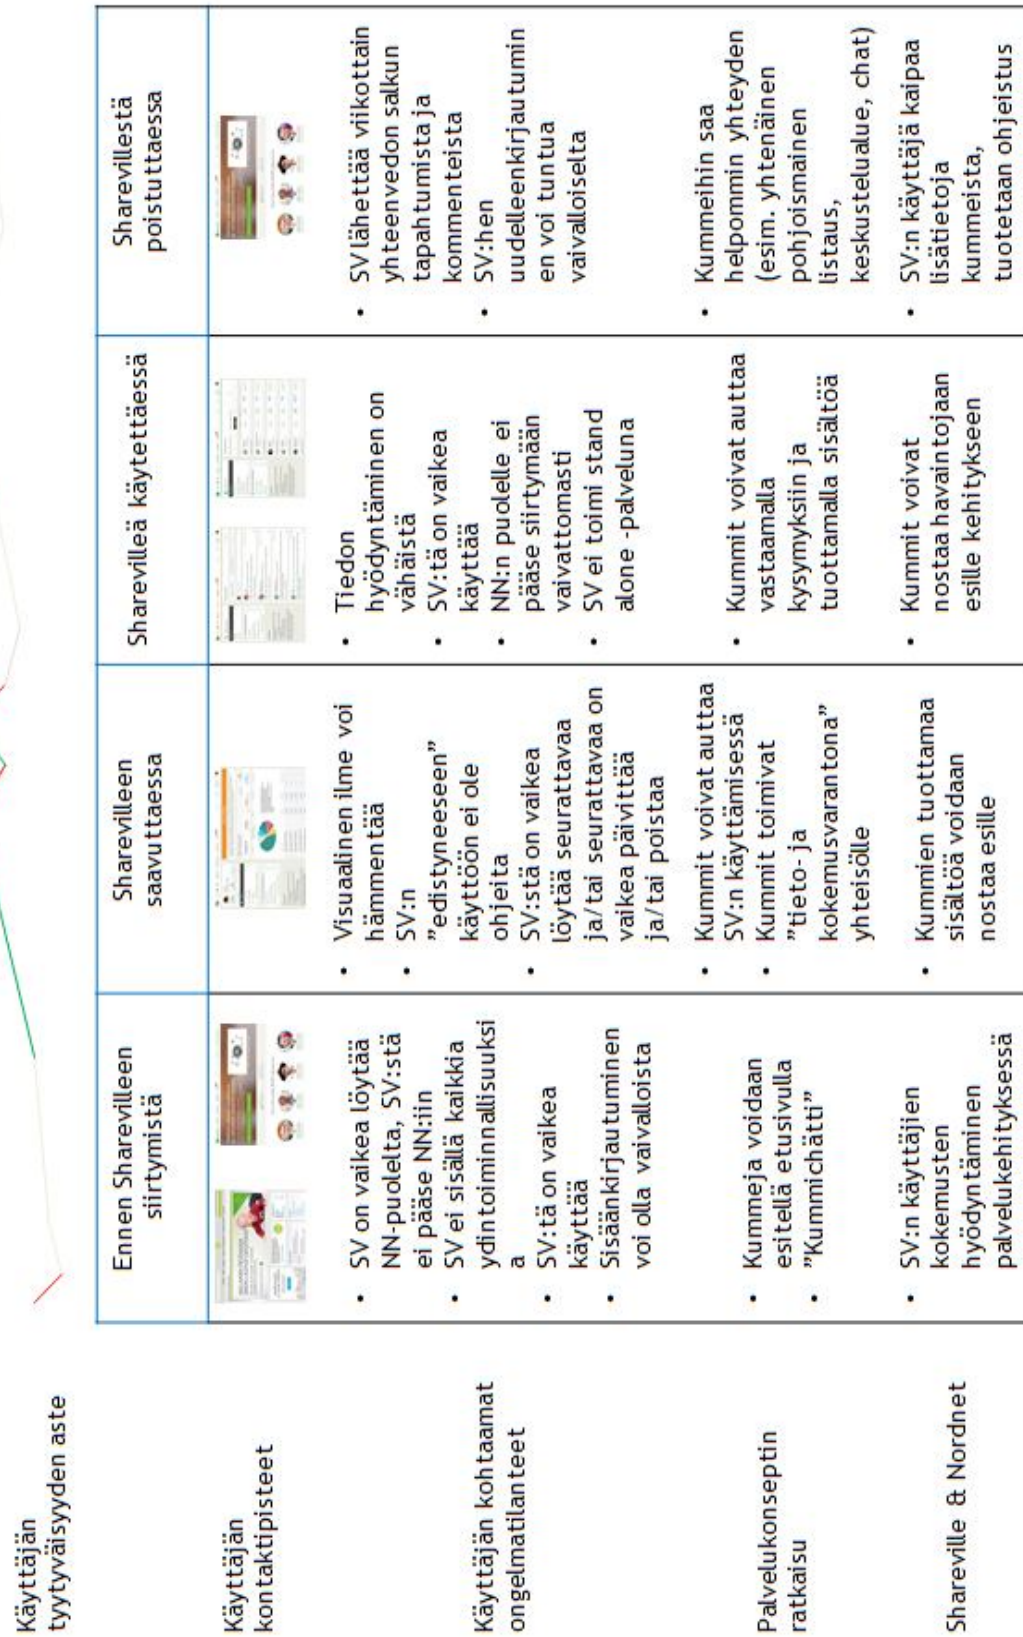 Käyttäjän
tyytyväisyyden aste
Ennen Sharevilleen
siirtymistä
Sharevilleen
saavuttaessa
Sharevilleä käytettäessä
Sharevillestä
poistuttaessa
Käyttäjän
kontaktipisteet
Käyttäjän kohtaamat
ongelmatilanteet
• SV on vaikea löytää
NN-puolelta, SV:stä
ei pääse NN:iin
• SV ei sisällä kaikkia
ydintoiminnallisuuksi
a
• SV:tä on vaikea
käyttää
• Sisäänkirjautuminen
voi olla vaivalloista
• Visuaalinen ilme voi
hämmentää
• SV:n
”edistyneeseen”
käyttöön ei ole
ohjeita
• SV:stä on vaikea
löytää seurattavaa
ja/tai seurattavaa on
vaikea päivittää
ja/tai poistaa
• Tiedon
hyödyntäminen on
vähäistä
• SV:tä on vaikea
käyttää
• NN:n puolelle ei
pääse siirtymään
vaivattomasti
• SV ei toimi stand
alone -palveluna
• SV lähettää viikottain
yhteenvedon salkun
tapahtumista ja
kommenteista
• SV:hen
uudelleenkirjautumin
en voi tuntua
vaivalloiselta
Palvelukonseptin
ratkaisu
• Kummeja voidaan
esitellä etusivulla
• ”Kummichätti”
• Kummit voivat auttaa
SV:n käyttämisessä
• Kummit toimivat
”tieto- ja
kokemusvarantona”
yhteisölle
• Kummit voivat auttaa
vastaamalla
kysymyksiin ja
tuottamalla sisältöä
• Kummeihin saa
helpommin yhteyden
(esim. yhtenäinen
pohjoismainen
listaus,
keskustelualue, chat)
Shareville & Nordnet
• SV:n käyttäjien
kokemusten
hyödyntäminen
palvelukehityksessä
• Kummien tuottamaa
sisältöä voidaan
nostaa esille
• Kummit voivat
nostaa havaintojaan
esille kehitykseen
• SV:n käyttäjä kaipaa
lisätietoja
kummeista,
tuotetaan ohjeistus